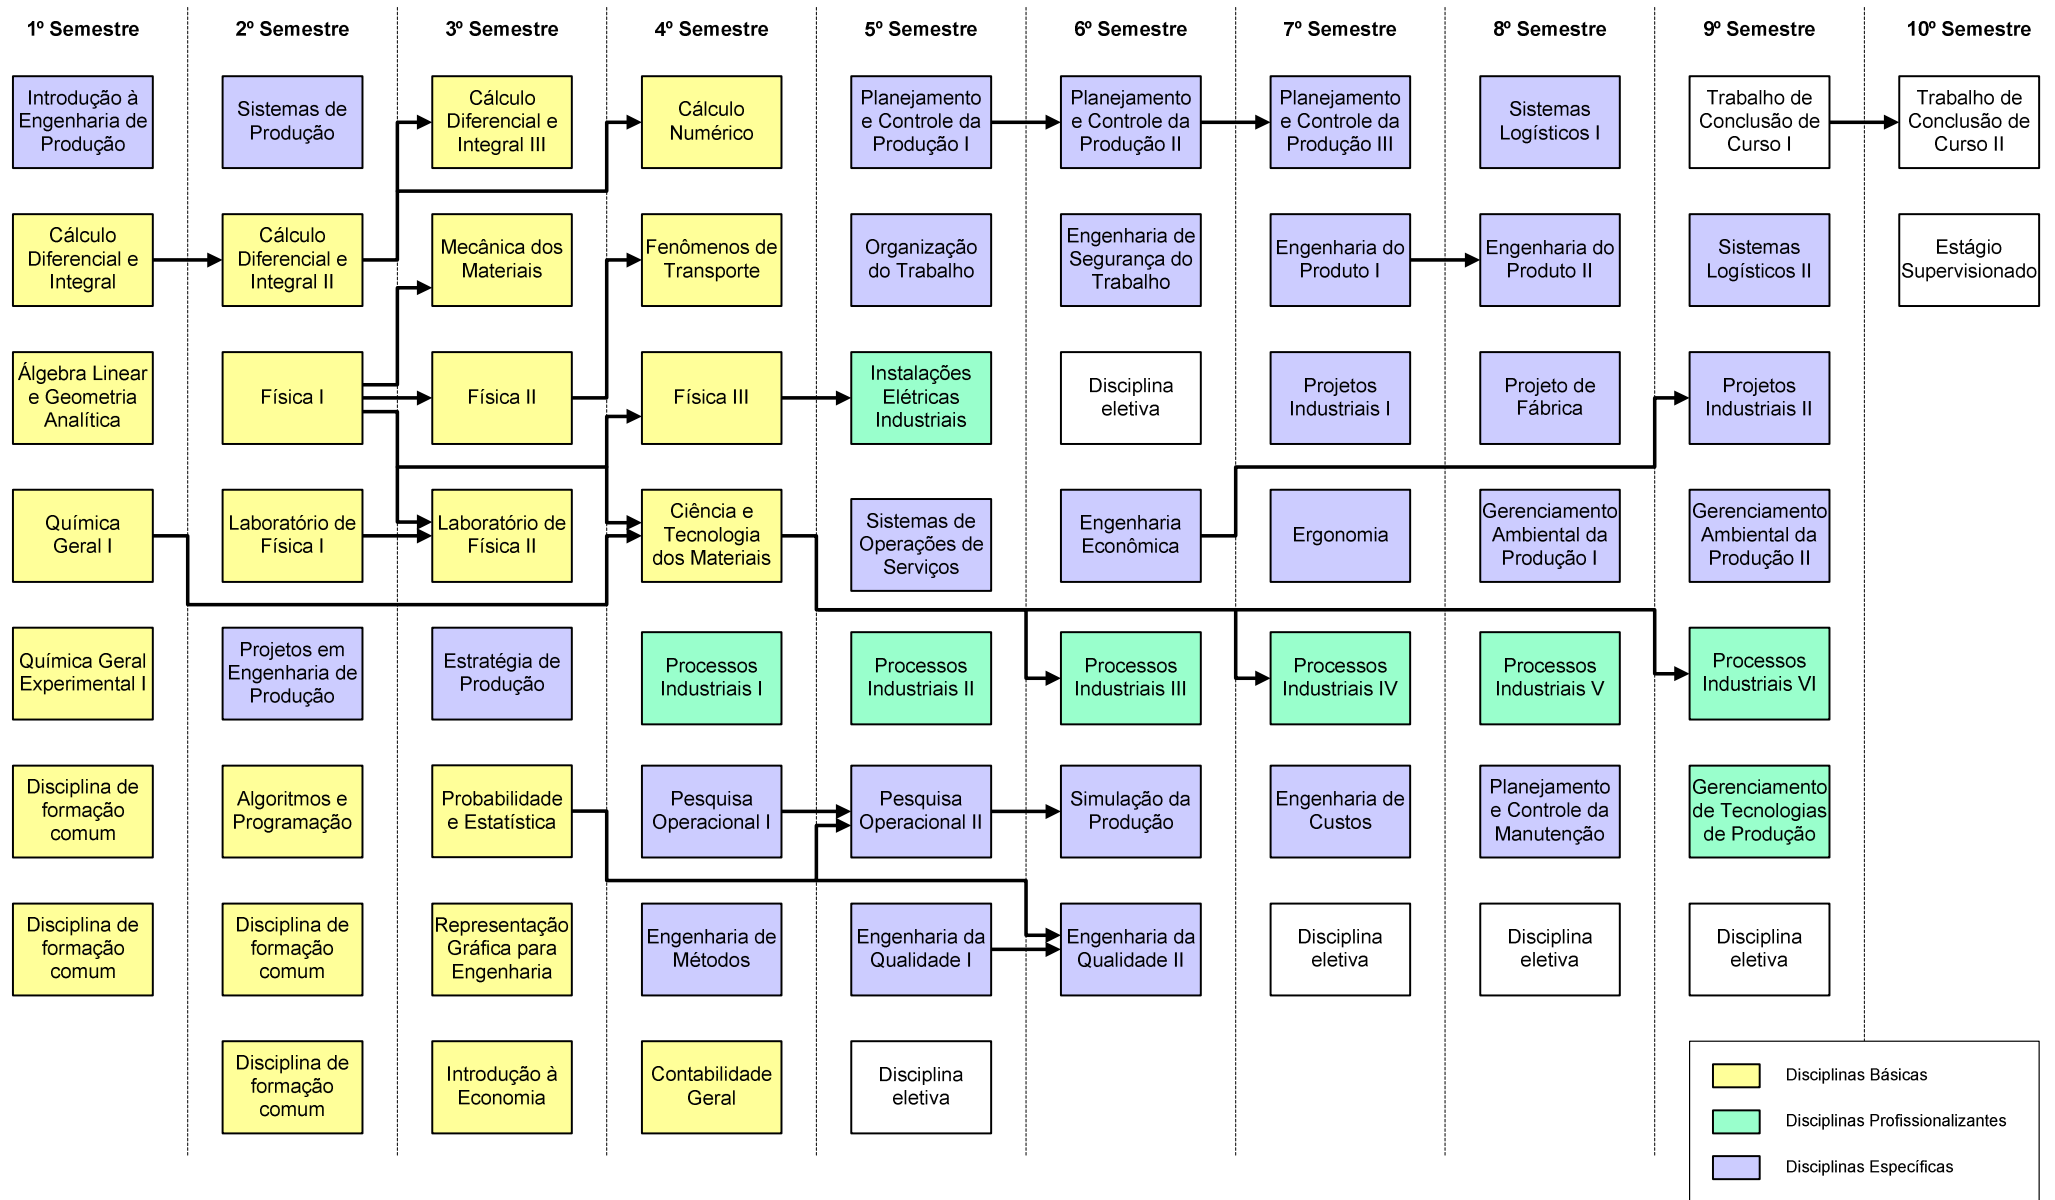 1º Semestre
2º Semestre
3º Semestre
4º Semestre
5º Semestre
6º Semestre
7º Semestre
8º Semestre
9º Semestre
10º Semestre
Introdução à
Engenharia de
Produção
Sistemas de
Produção
Cálculo
Diferencial e
Integral III
Cálculo
Numérico
Planejamento
e Controle da
Produção I
Planejamento
e Controle da
Produção II
Planejamento
e Controle da
Produção III
Sistemas
Logísticos I
Trabalho de
Conclusão de
Curso I
Trabalho de
Conclusão de
Curso II
Cálculo
Diferencial e
Integral
Cálculo
Diferencial e
Integral II
Mecânica dos
Materiais
Fenômenos de
Transporte
Organização
do Trabalho
Engenharia de
Segurança do
Trabalho
Engenharia do
Produto I
Engenharia do
Produto II
Sistemas
Logísticos II
Estágio
Supervisionado
Álgebra Linear
e Geometria
Analítica
Física I
Física II
Física III
Instalações
Elétricas
Industriais
Disciplina
eletiva
Projetos
Industriais I
Projeto de
Fábrica
Projetos
Industriais II
Química
Geral I
Laboratório de
Física I
Laboratório de
Física II
Ciência e
Tecnologia
dos Materiais
Sistemas de
Operações de
Serviços
Engenharia
Econômica
Ergonomia
Gerenciamento
Ambiental da
Produção I
Gerenciamento
Ambiental da
Produção II
Química Geral
Experimental I
Projetos em
Engenharia de
Produção
Estratégia de
Produção
Processos
Industriais I
Processos
Industriais II
Processos
Industriais III
Processos
Industriais IV
Processos
Industriais V
Processos
Industriais VI
Disciplina de
formação
comum
Algoritmos e
Programação
Probabilidade
e Estatística
Pesquisa
Operacional I
Pesquisa
Operacional II
Simulação da
Produção
Engenharia de
Custos
Planejamento
e Controle da
Manutenção
Gerenciamento
de Tecnologias
de Produção
Disciplina de
formação
comum
Disciplina de
formação
comum
Representação
Gráfica para
Engenharia
Engenharia de
Métodos
Engenharia da
Qualidade I
Engenharia da
Qualidade II
Disciplina
eletiva
Disciplina
eletiva
Disciplina
eletiva
Disciplina de
formação
comum
Introdução à
Economia
Contabilidade
Geral
Disciplina
eletiva
Disciplinas Básicas
Disciplinas Profissionalizantes
Disciplinas Específicas